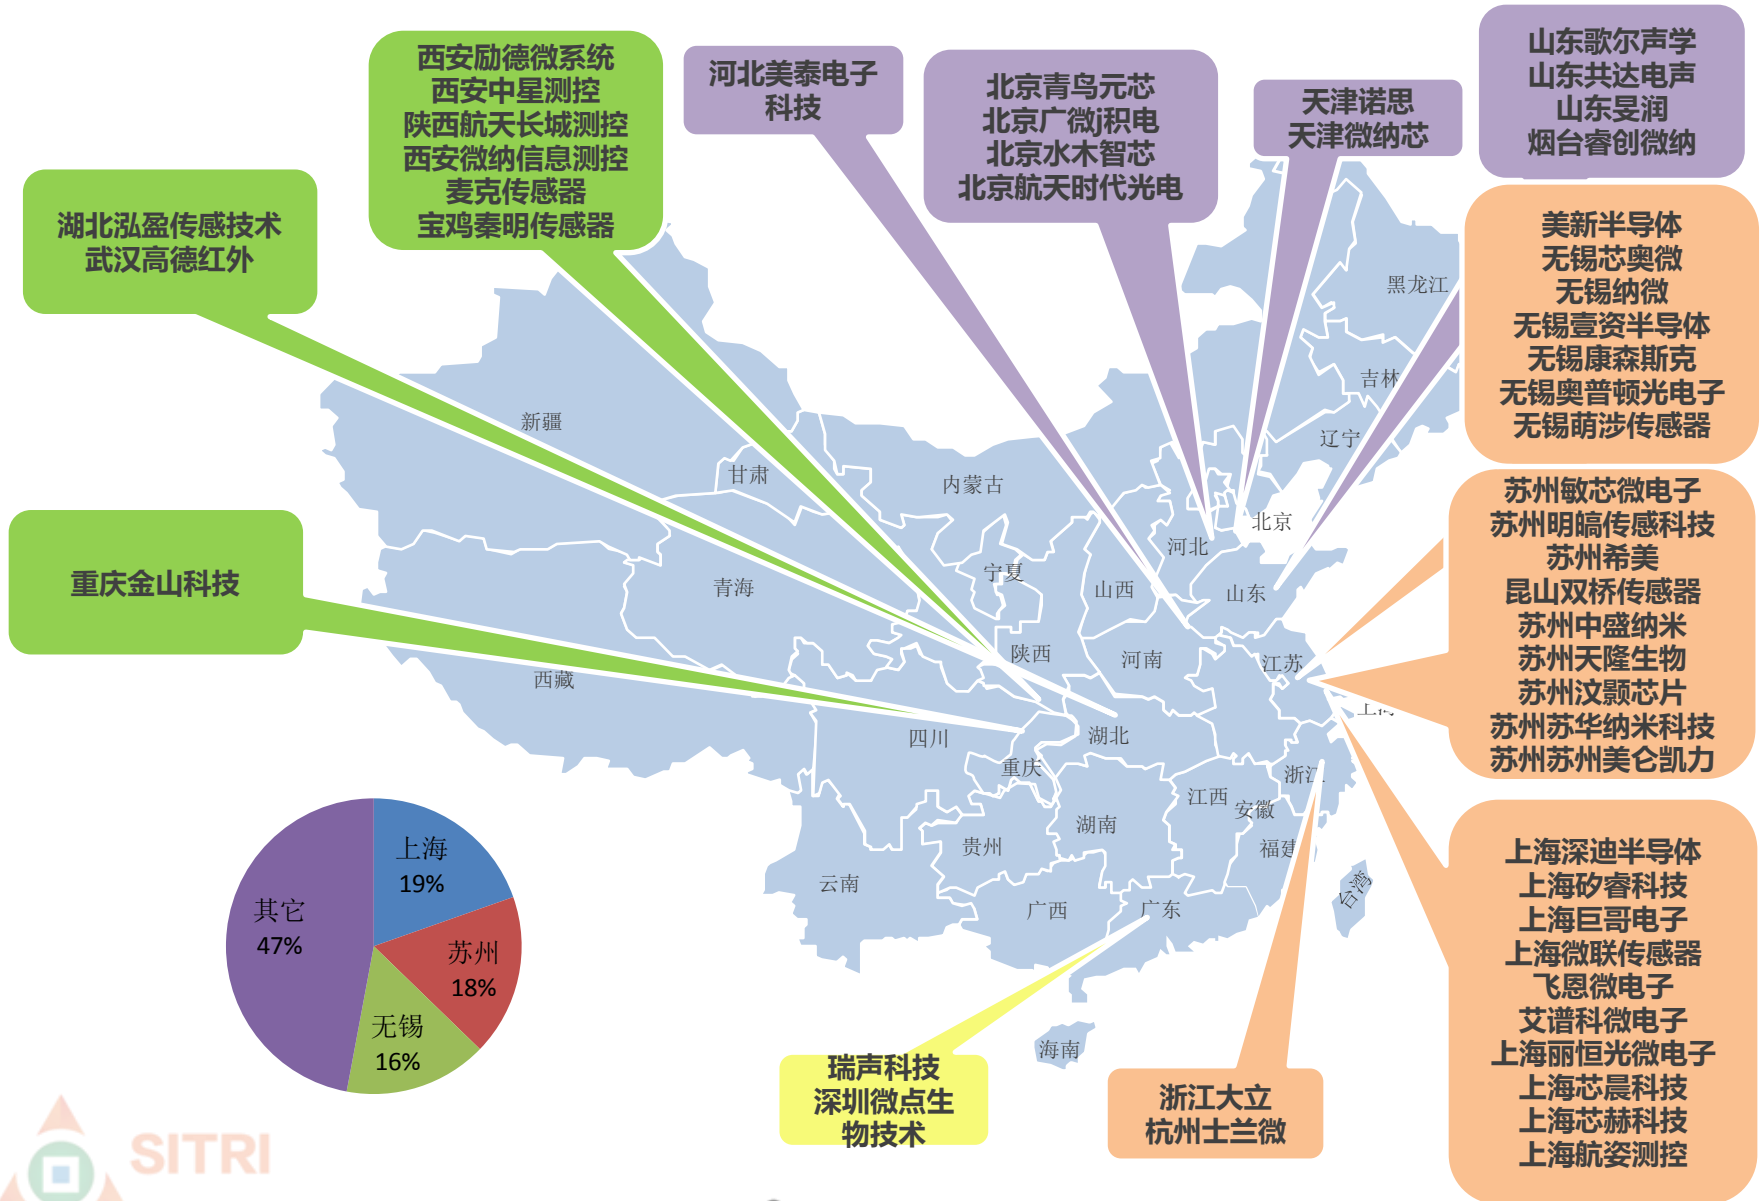 西安励德微系统
西安中星测控
陕西航天长城测控
西安微纳信息测控
麦克传感器
宝鸡秦明传感器
河北美泰电子
科技
北京青鸟元芯
北京广微j积电
北京水木智芯
北京航天时代光电
天津诺思
天津微纳芯
山东歌尔声学
山东共达电声
山东旻润
烟台睿创微纳
湖北泓盈传感技术
武汉高德红外
美新半导体
无锡芯奥微
无锡纳微
无锡壹资半导体
无锡康森斯克
无锡奥普顿光电子
无锡萌涉传感器
重庆金山科技
苏州敏芯微电子
苏州明皜传感科技
苏州希美
昆山双桥传感器
苏州中盛纳米
苏州天隆生物
苏州汶颢芯片
苏州苏华纳米科技
苏州苏州美仑凯力
上海深迪半导体
上海矽睿科技
上海巨哥电子
上海微联传感器
飞恩微电子
艾谱科微电子
上海丽恒光微电子
上海芯晨科技
上海芯赫科技
上海航姿测控
瑞声科技
深圳微点生
物技术
浙江大立
杭州士兰微
黑龙江
吉林
辽宁
新疆
甘肃
内蒙古
北京
河北
宁夏
山西
山东
青海
陕西
河南
江苏
西藏
上海
四川
湖北
重庆
浙江
江西
安徽
湖南
贵州
福建
云南
广西
广东
台湾
海南
上海
19%
苏州
18%
无锡
16%
其它
47%
SITRI